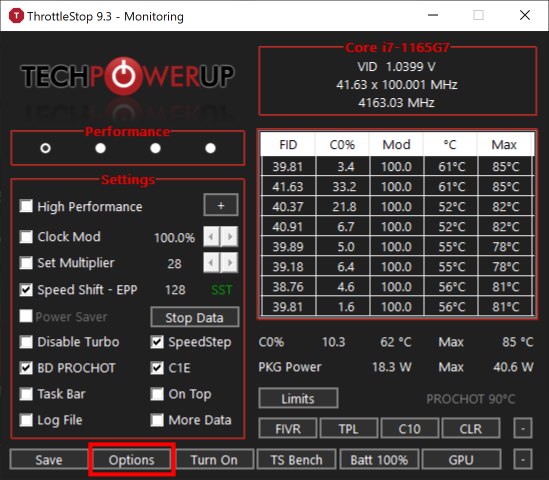 ThrottleStop 9.3 - Monitoring
TECHPOWERUP
Core i7-1165G7
VID 1.0399 V
41.63 x 100.001 MHz
4163.03 MHz
Performance
FID C0% Mod °C Max
39.81 3.4 100.0 61°C 85°C
41.63 33.2 100.0 61°C 85°C
40.37 21.8 100.0 52°C 82°C
40.91 6.7 100.0 52°C 82°C
39.89 5.0 100.0 55°C 78°C
39.18 6.4 100.0 55°C 78°C
38.76 4.6 100.0 56°C 81°C
39.81 1.6 100.0 56°C 81°C
Settings
High Performance +
Clock Mod 100.0%
Set Multiplier 28
Speed Shift - EPP 128 SST
Power Saver Stop Data
Disable Turbo SpeedStep
BD PROCHOT C1E
Task Bar On Top
Log File More Data
C0% 10.3 62 °C Max 85 °C
PKG Power 18.3 W Max 40.6 W
Limits PROCHOT 90°C
FIVR TPL C10 CLR -
Save Options Turn On TS Bench Batt 100% GPU -